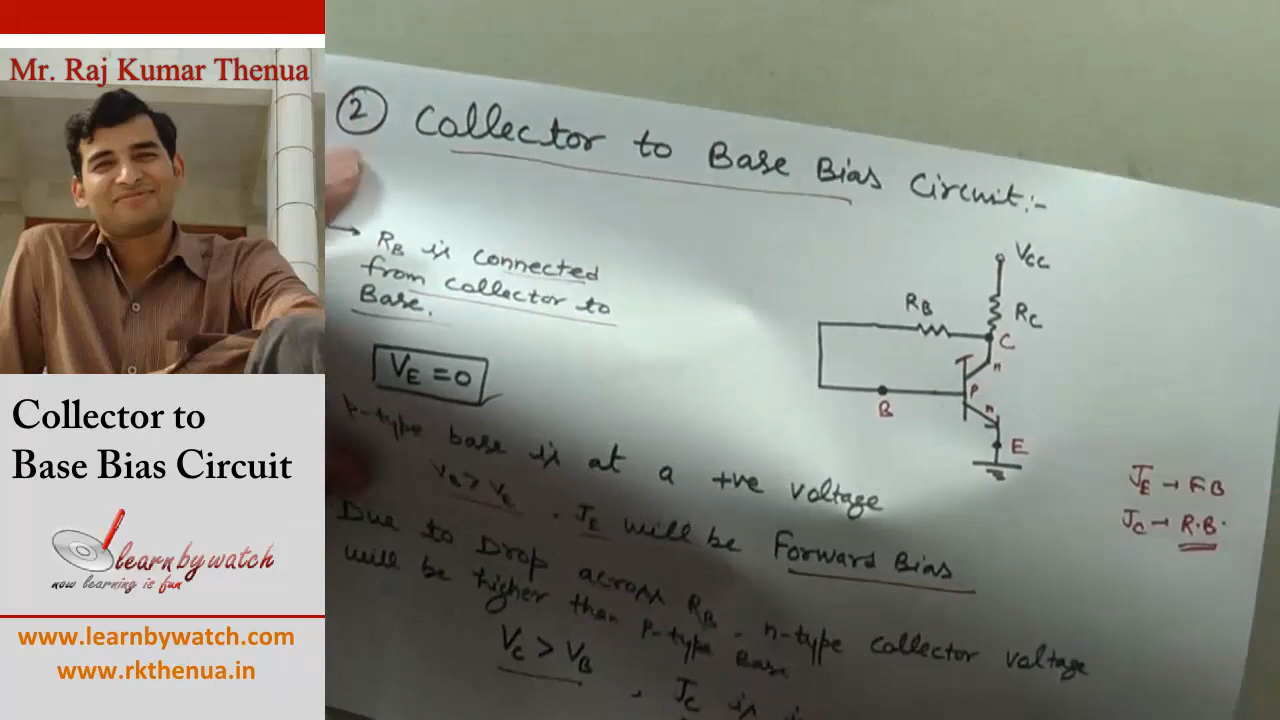 Mr. Raj Kumar Thenua
Collector to
Base Bias Circuit
learn by watch
now learning is fun
www.learnbywatch.com
www.rkthenua.in
2 Collector to Base Bias Circuit:-
→ RB is connected
from collector to
Base.
VE = 0
P-type base is at a +ve voltage
VB > VE , JE will be Forward Bias
Due to Drop across RB - n-type collector voltage
will be higher than P-type Base
VC > VB , JC is
VCC
RB
RC
C
n
P
n
B
E
JE → F.B
JC → R.B.